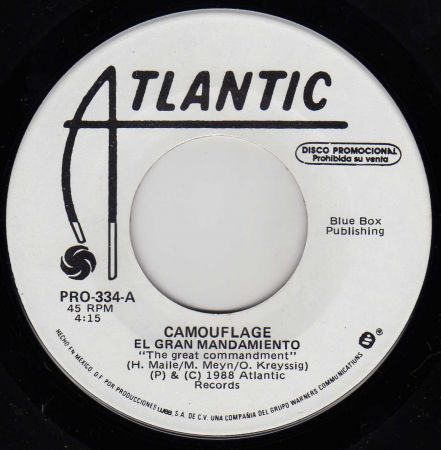 ATLANTIC
DISCO PROMOCIONAL
Prohibida su venta
Blue Box
Publishing
PRO-334-A
45 RPM
4:15
CAMOUFLAGE
EL GRAN MANDAMIENTO
"The great commandment"
(H. Maile/M. Meyn/O. Kreyssig)
(P) & (C) 1988 Atlantic
Records
HECHO EN MEXICO, D.F. POR PRODUCCIONES wea, S.A. DE C.V. UNA COMPAÑIA DEL GRUPO WARNER COMMUNICATIONS